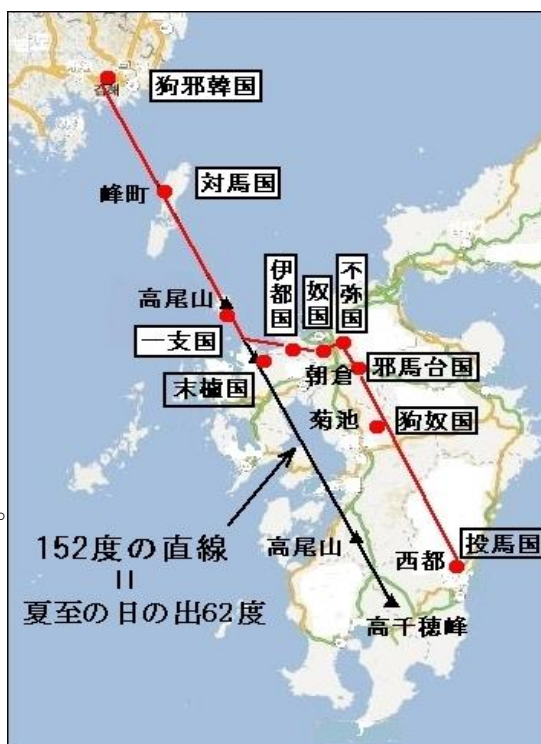 狗邪韓国
김해
峰町
対馬国
高尾山
一支国
伊都国
奴国
不弥国
末櫨国
朝倉
邪馬台国
菊池
狗奴国
152度の直線
=
夏至の日の出62度
高尾山
西都
投馬国
高千穂峰
。